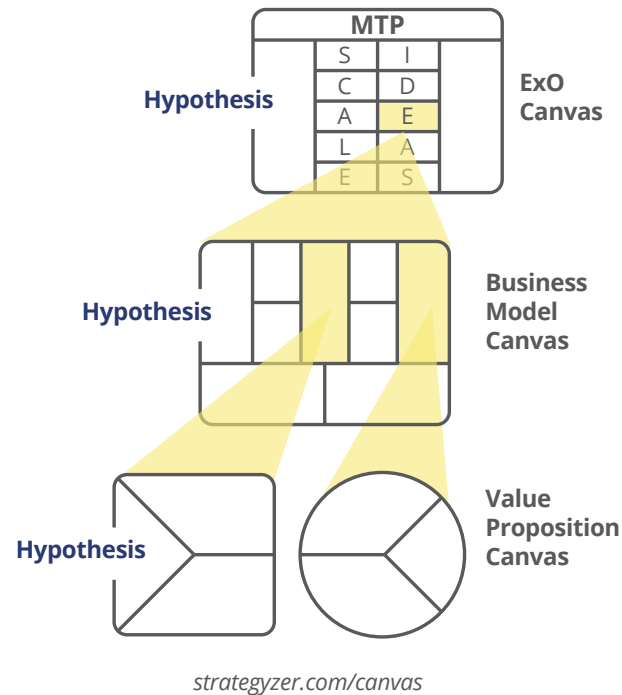 MTP
S I
C D
A E
L A
E S
Hypothesis
ExO
Canvas
Hypothesis
Business
Model
Canvas
Hypothesis
Value
Proposition
Canvas
strategyzer.com/canvas